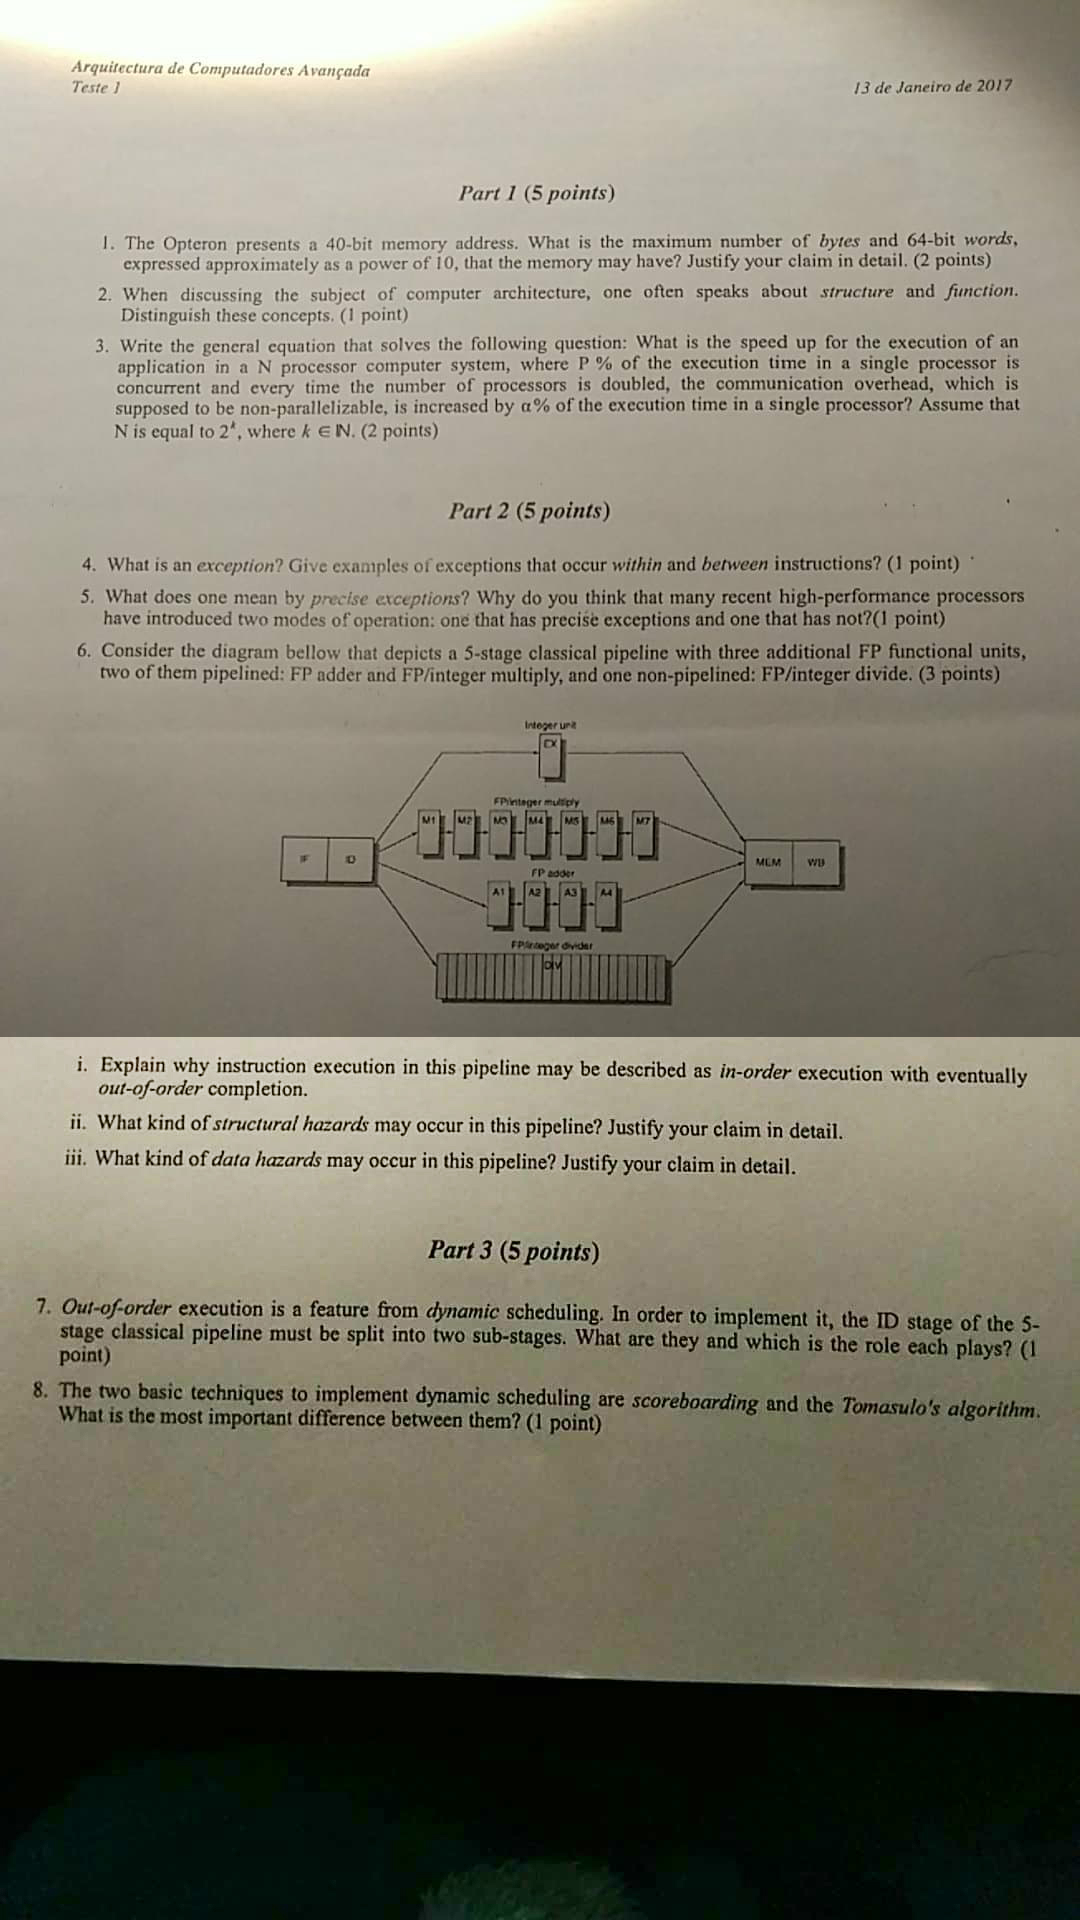 Arquitectura de Computadores Avançada
Teste 1
13 de Janeiro de 2017
Part 1 (5 points)
1. The Opteron presents a 40-bit memory address. What is the maximum number of bytes and 64-bit words,
expressed approximately as a power of 10, that the memory may have? Justify your claim in detail. (2 points)
2. When discussing the subject of computer architecture, one often speaks about structure and function.
Distinguish these concepts. (1 point)
3. Write the general equation that solves the following question: What is the speed up for the execution of an
application in a N processor computer system, where P % of the execution time in a single processor is
concurrent and every time the number of processors is doubled, the communication overhead, which is
supposed to be non-parallelizable, is increased by α% of the execution time in a single processor? Assume that
N is equal to 2ᵏ, where k ∈ ℕ. (2 points)
Part 2 (5 points)
4. What is an exception? Give examples of exceptions that occur within and between instructions? (1 point)
5. What does one mean by precise exceptions? Why do you think that many recent high-performance processors
have introduced two modes of operation: one that has precise exceptions and one that has not?(1 point)
6. Consider the diagram bellow that depicts a 5-stage classical pipeline with three additional FP functional units,
two of them pipelined: FP adder and FP/integer multiply, and one non-pipelined: FP/integer divide. (3 points)
Integer unit
EX
FP/integer multiply
M1 M2 M3 M4 M5 M6 M7
IF ID
MEM WB
FP adder
A1 A2 A3 A4
FP/integer divider
DIV
i. Explain why instruction execution in this pipeline may be described as in-order execution with eventually
out-of-order completion.
ii. What kind of structural hazards may occur in this pipeline? Justify your claim in detail.
iii. What kind of data hazards may occur in this pipeline? Justify your claim in detail.
Part 3 (5 points)
7. Out-of-order execution is a feature from dynamic scheduling. In order to implement it, the ID stage of the 5-
stage classical pipeline must be split into two sub-stages. What are they and which is the role each plays? (1
point)
8. The two basic techniques to implement dynamic scheduling are scoreboarding and the Tomasulo's algorithm.
What is the most important difference between them? (1 point)